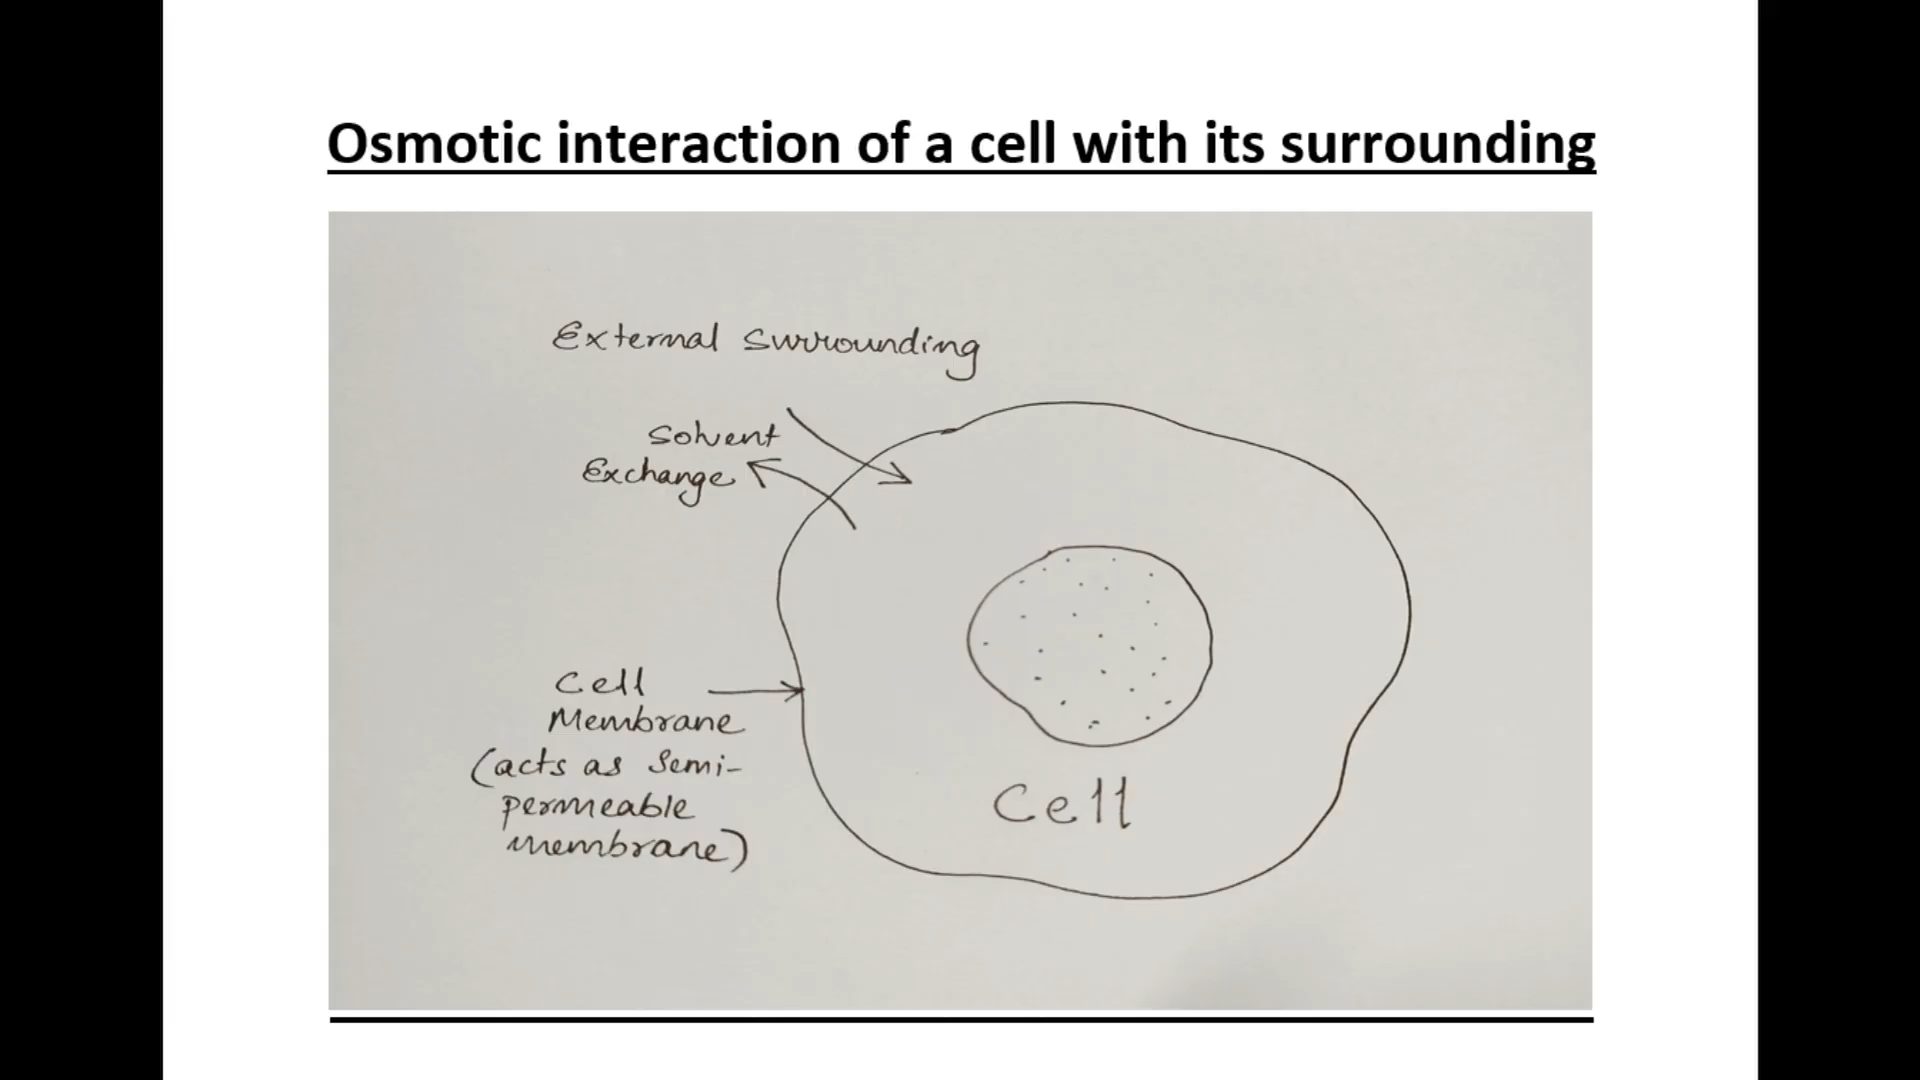 Osmotic interaction of a cell with its surrounding
External Surrounding
Solvent
Exchange
Cell
Membrane
(acts as Semi-
permeable
membrane)
Cell